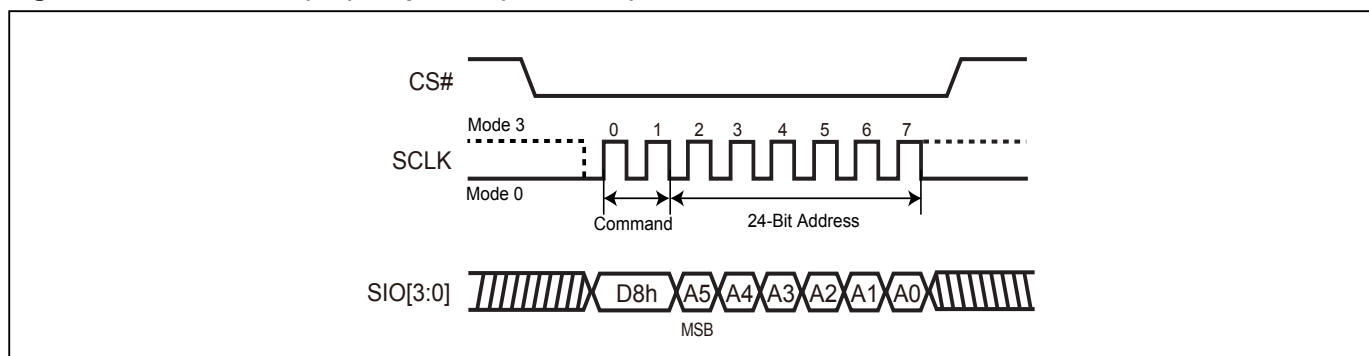 CS#
Mode 3
0 1 2 3 4 5 6 7
SCLK
Mode 0
Command
24-Bit Address
SIO[3:0]
D8h A5 A4 A3 A2 A1 A0
MSB